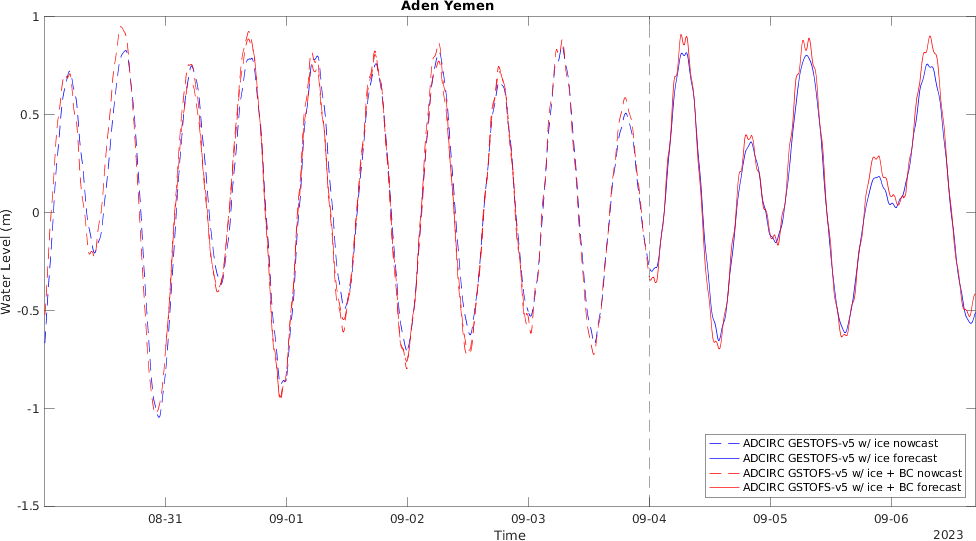 Aden Yemen
Water Level (m)
1
0.5
0
-0.5
-1
-1.5
ADCIRC GESTOFS-v5 w/ ice nowcast
ADCIRC GESTOFS-v5 w/ ice forecast
ADCIRC GSTOFS-v5 w/ ice + BC nowcast
ADCIRC GSTOFS-v5 w/ ice + BC forecast
08-31 09-01 09-02 09-03 09-04 09-05 09-06
Time
2023